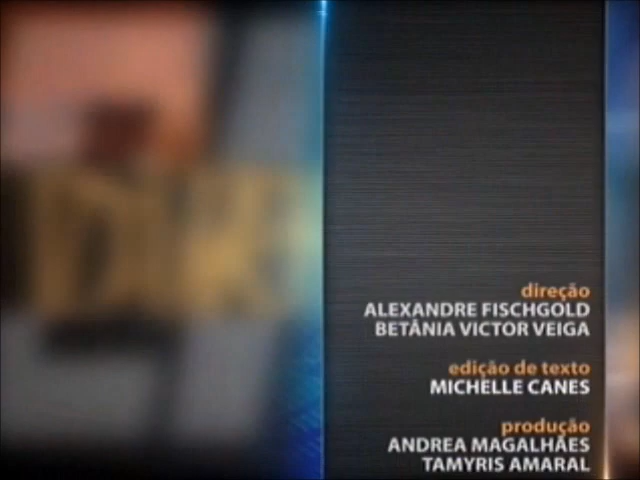 direção
ALEXANDRE FISCHGOLD
BETÂNIA VICTOR VEIGA
edição de texto
MICHELLE CANES
produção
ANDREA MAGALHÃES
TAMYRIS AMARAL